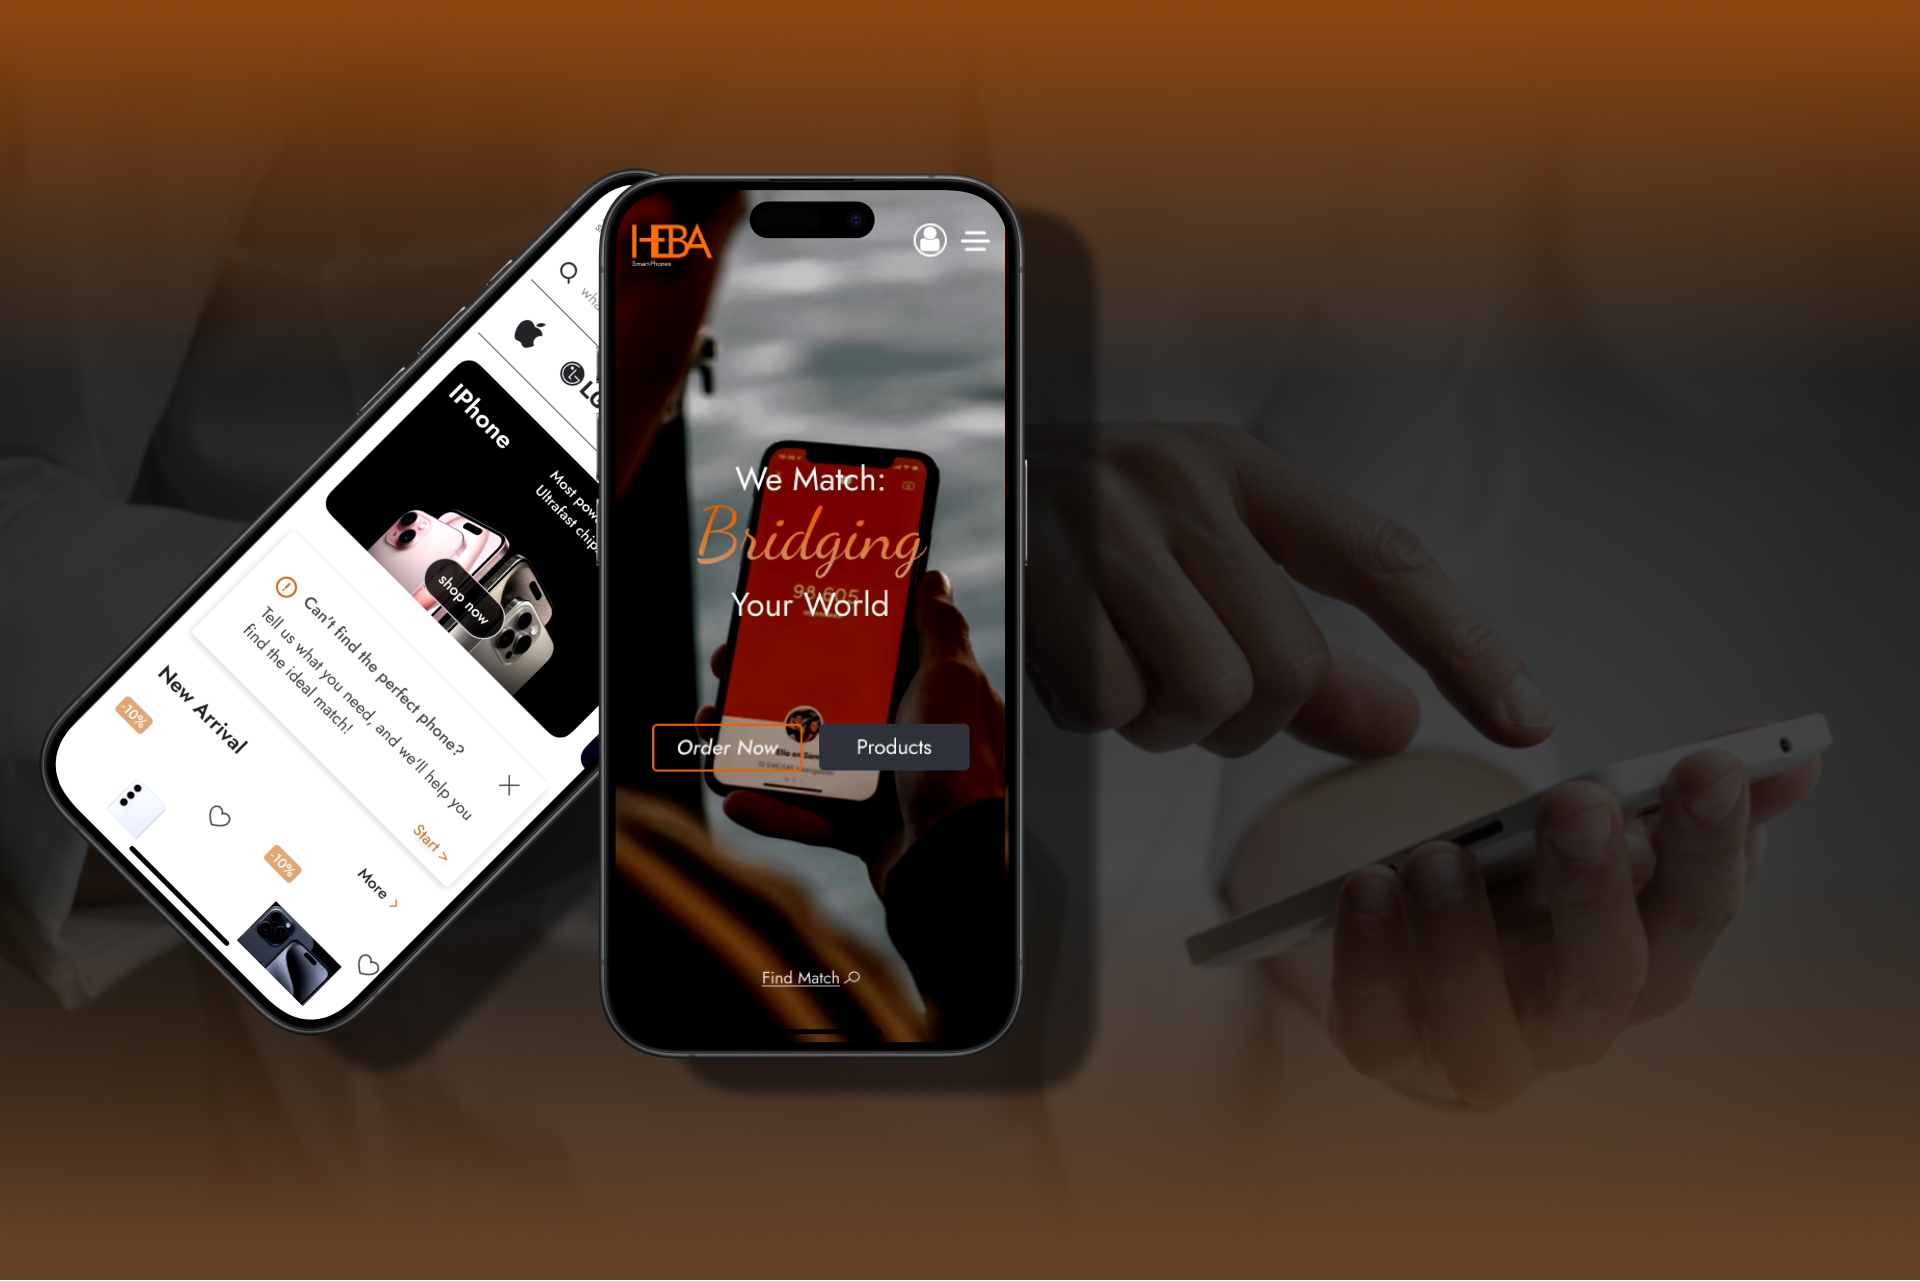 IPhone
Most pow
Ultrafast chip
shop now
Can't find the perfect phone?
Tell us what you need, and we'll help you
find the ideal match!
Start >
New Arrival
-10%
-10%
More >
HEBA
Smart-Phones
We Match:
Bridging
Your World
98.605
Order Now
Products
Find Match